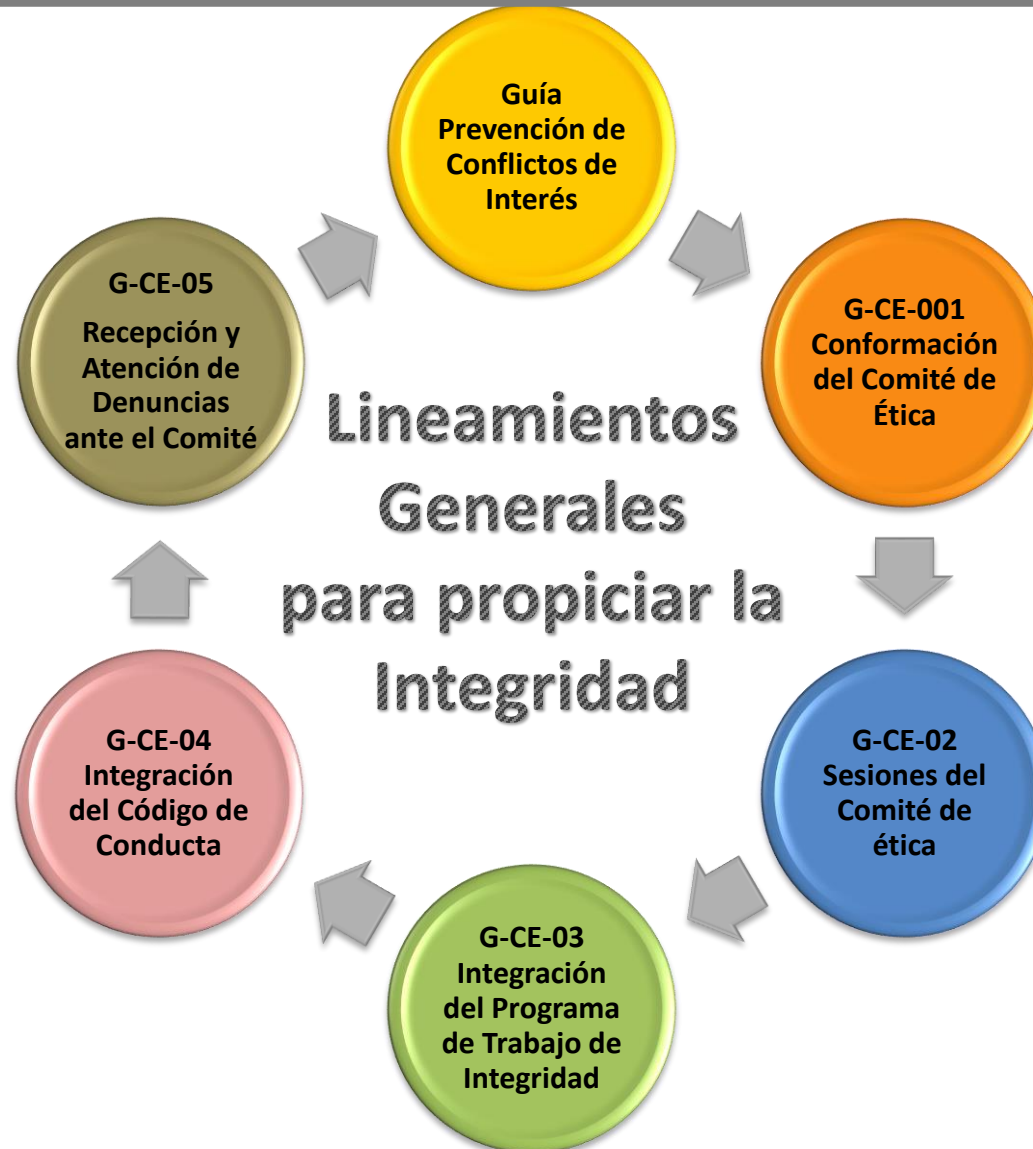 Guía
Prevención de
Conflictos de
Interés
G-CE-001
Conformación
del Comité de
Ética
G-CE-02
Sesiones del
Comité de
ética
G-CE-03
Integración
del Programa
de Trabajo de
Integridad
G-CE-04
Integración
del Código de
Conducta
G-CE-05
Recepción y
Atención de
Denuncias
ante el Comité
Lineamientos
Generales
para propiciar la
Integridad